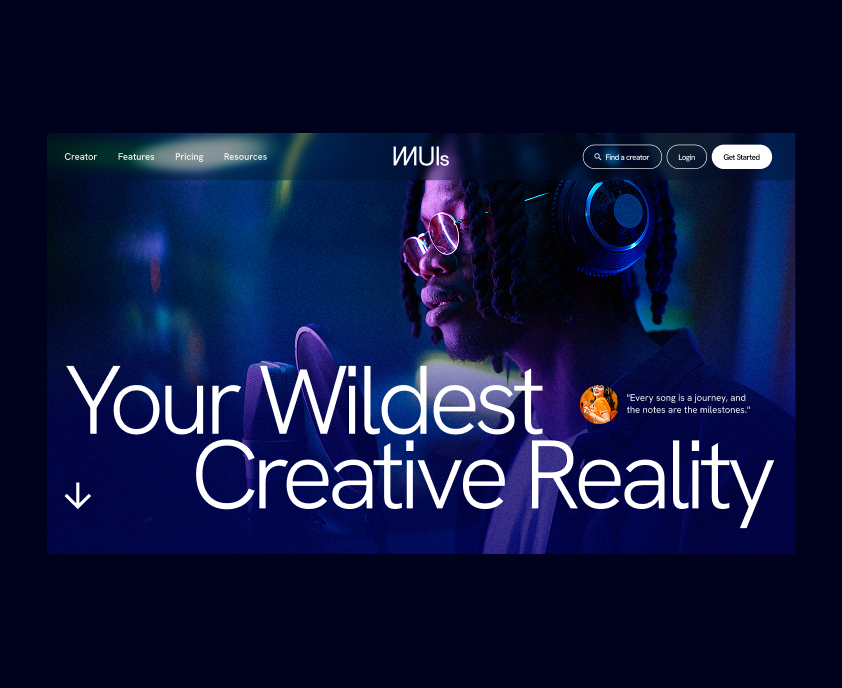 Creator Features Pricing Resources
Find a creator Login Get Started
Your Wildest
"Every song is a journey, and
the notes are the milestones."
Creative Reality